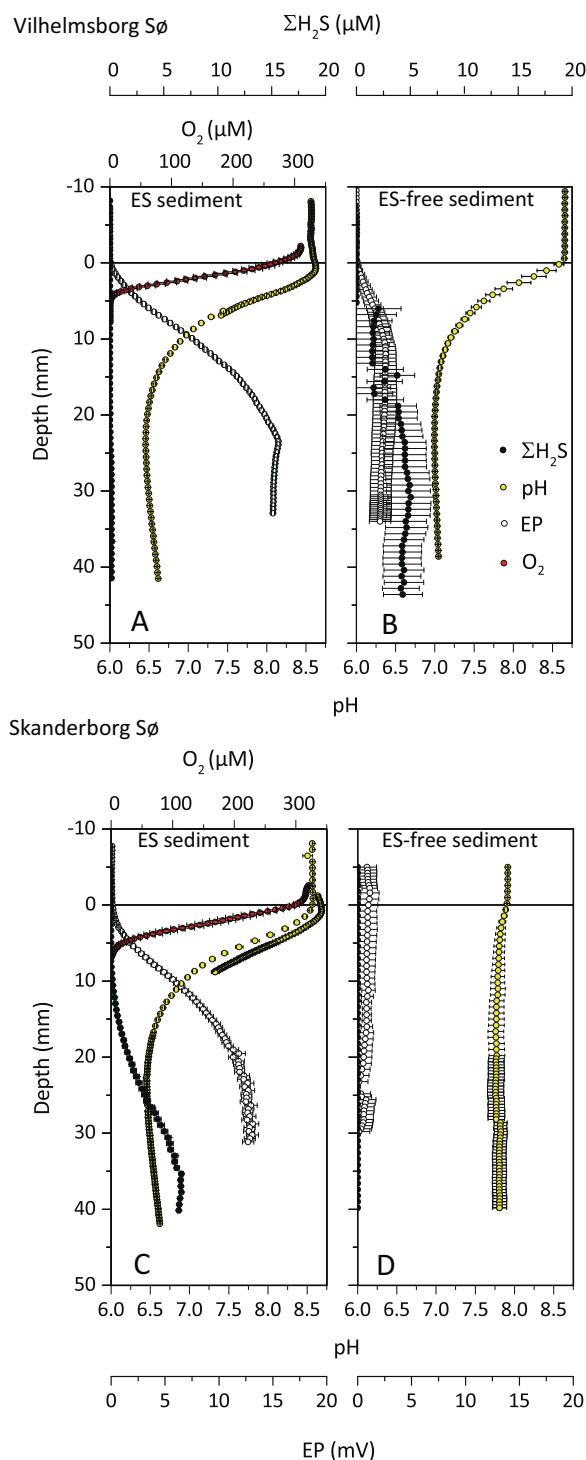 Vilhelmsborg Sø
ΣH₂S (μM)
0 5 10 15 20 0 5 10 15 20
O₂ (μM)
0 100 200 300
ES sediment
ES-free sediment
-10
0
10
20
30
40
50
Depth (mm)
ΣH₂S
pH
EP
O₂
A
B
6.0 6.5 7.0 7.5 8.0 8.5 6.0 6.5 7.0 7.5 8.0 8.5
pH
Skanderborg Sø
O₂ (μM)
0 100 200 300
ES sediment
ES-free sediment
-10
0
10
20
30
40
50
Depth (mm)
C
D
6.0 6.5 7.0 7.5 8.0 8.5 6.0 6.5 7.0 7.5 8.0 8.5
pH
0 5 10 15 20 0 5 10 15 20
EP (mV)